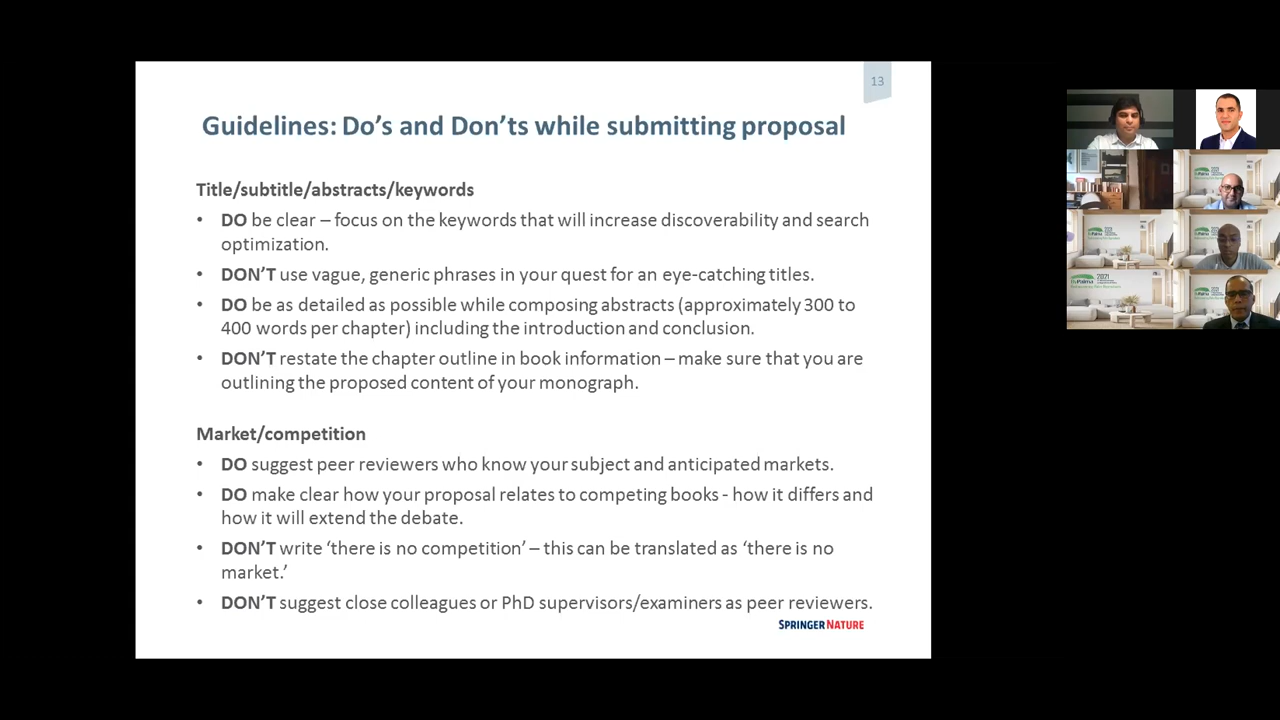 13
Guidelines: Do's and Don'ts while submitting proposal
Title/subtitle/abstracts/keywords
• DO be clear – focus on the keywords that will increase discoverability and search
optimization.
• DON'T use vague, generic phrases in your quest for an eye-catching titles.
• DO be as detailed as possible while composing abstracts (approximately 300 to
400 words per chapter) including the introduction and conclusion.
• DON'T restate the chapter outline in book information – make sure that you are
outlining the proposed content of your monograph.
Market/competition
• DO suggest peer reviewers who know your subject and anticipated markets.
• DO make clear how your proposal relates to competing books - how it differs and
how it will extend the debate.
• DON'T write 'there is no competition' – this can be translated as 'there is no
market.'
• DON'T suggest close colleagues or PhD supervisors/examiners as peer reviewers.
SPRINGER NATURE
2021